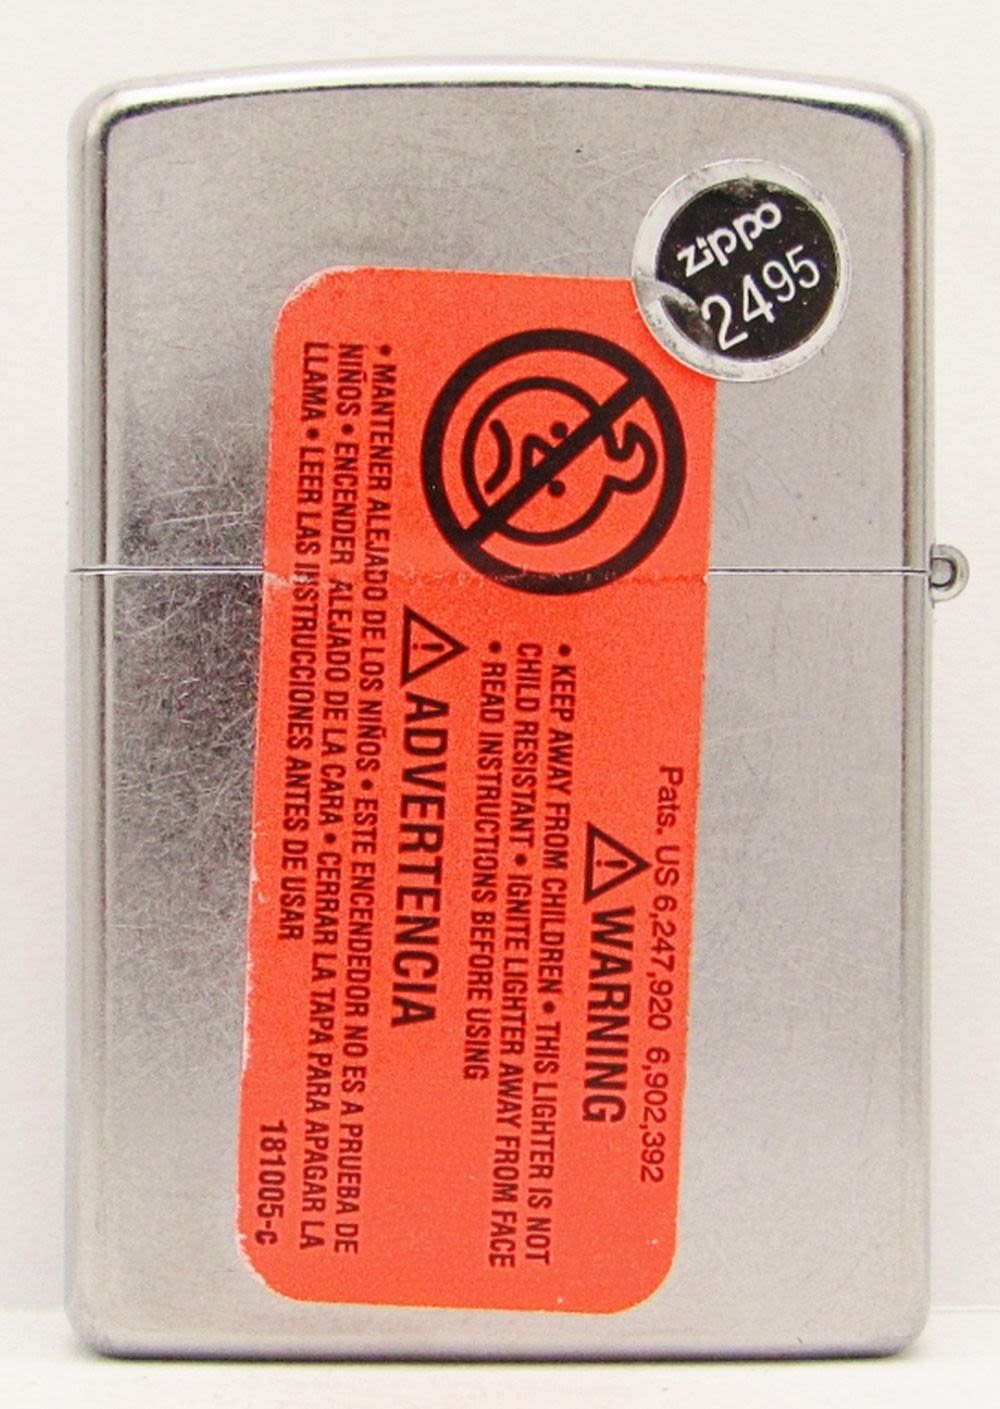 zippo
2495
Pats. US 6,247,920 6,902,392
WARNING
• KEEP AWAY FROM CHILDREN • THIS LIGHTER IS NOT
CHILD RESISTANT • IGNITE LIGHTER AWAY FROM FACE
• READ INSTRUCTIONS BEFORE USING
ADVERTENCIA
• MANTENER ALEJADO DE LOS NIÑOS • ESTE ENCENDEDOR NO ES A PRUEBA DE
NIÑOS • ENCENDER ALEJADO DE LA CARA • CERRAR LA TAPA PARA APAGAR LA
LLAMA • LEER LAS INSTRUCCIONES ANTES DE USAR
181005-c